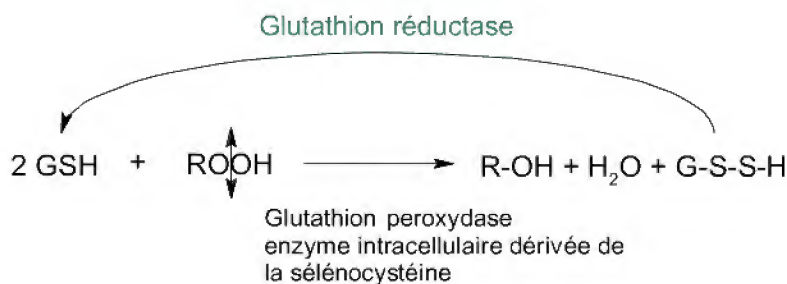 Glutathion réductase
2 GSH + ROOH R-OH + H₂O + G-S-S-H
Glutathion peroxydase
enzyme intracellulaire dérivée de
la sélénocystéine